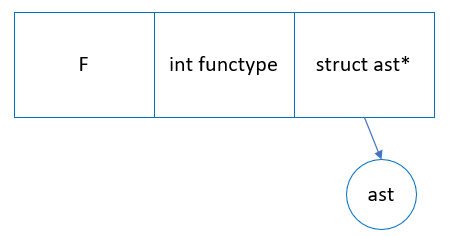 F
int functype
struct ast*
ast